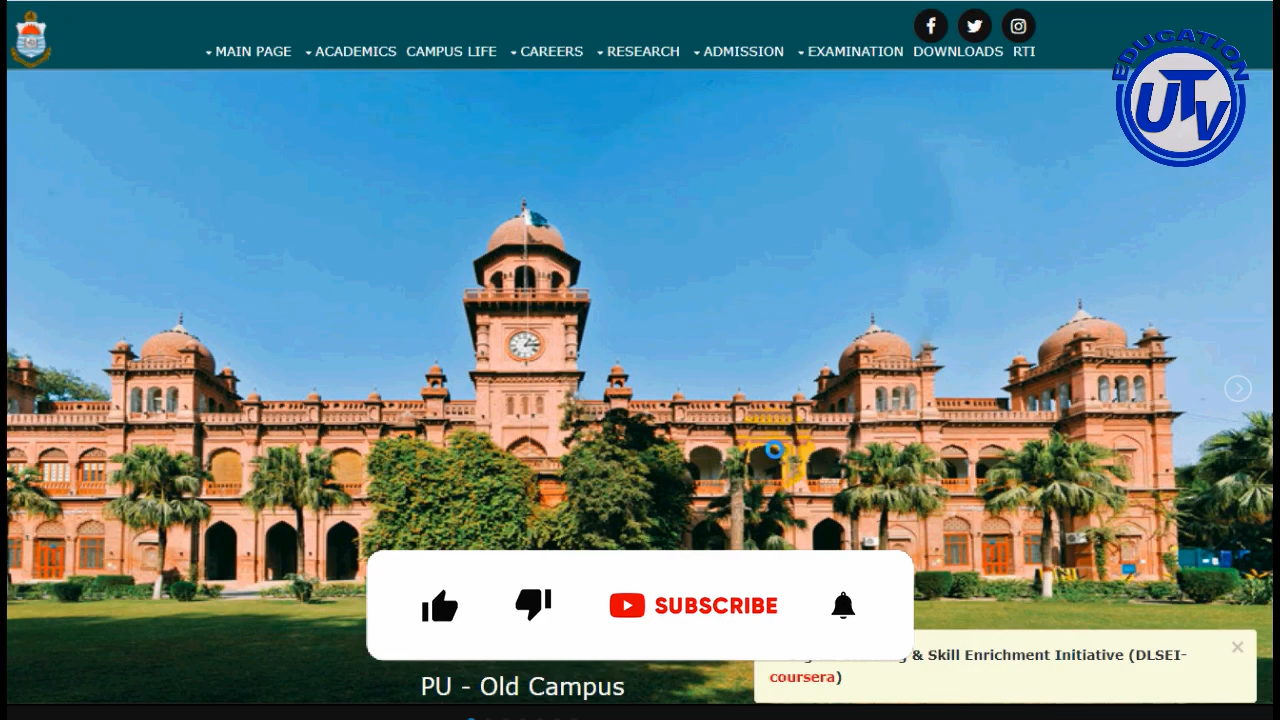 MAIN PAGE ACADEMICS CAMPUS LIFE CAREERS RESEARCH ADMISSION EXAMINATION DOWNLOADS RTI
EDUCATION
UTV
SUBSCRIBE
& Skill Enrichment Initiative (DLSEI-
coursera)
PU - Old Campus